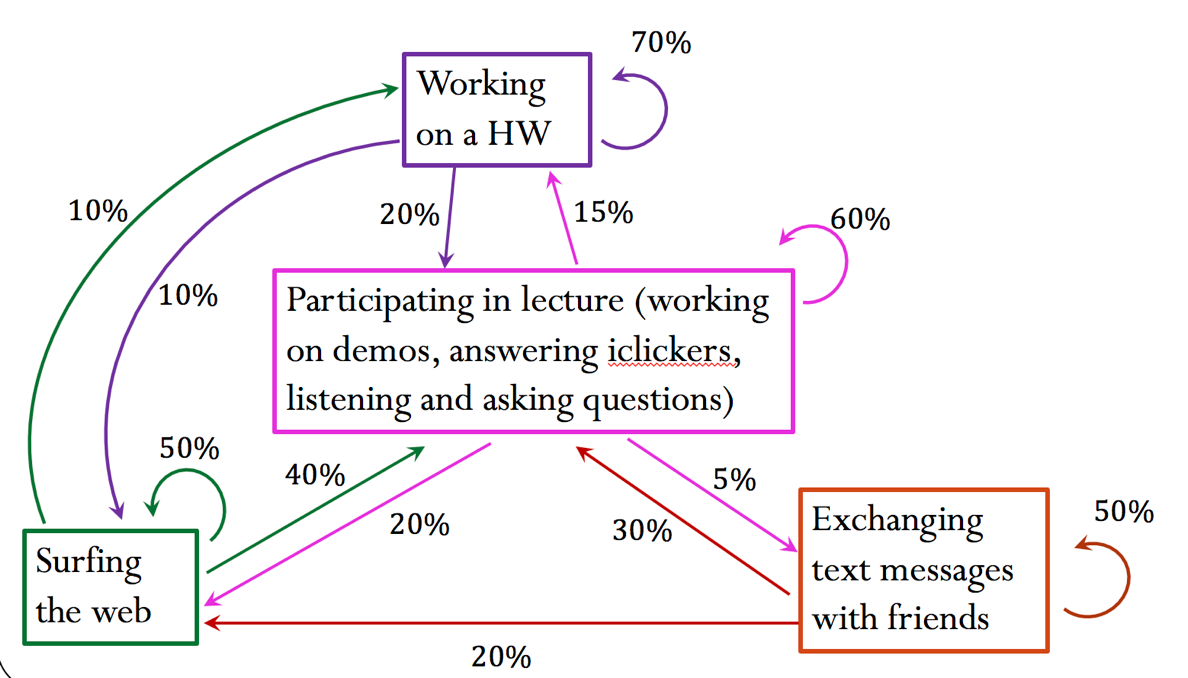 70%
Working
on a HW
10%
20%
15%
60%
10%
Participating in lecture (working
on demos, answering iclickers,
listening and asking questions)
50%
40%
5%
20%
30%
Exchanging
text messages
with friends
50%
Surfing
the web
20%